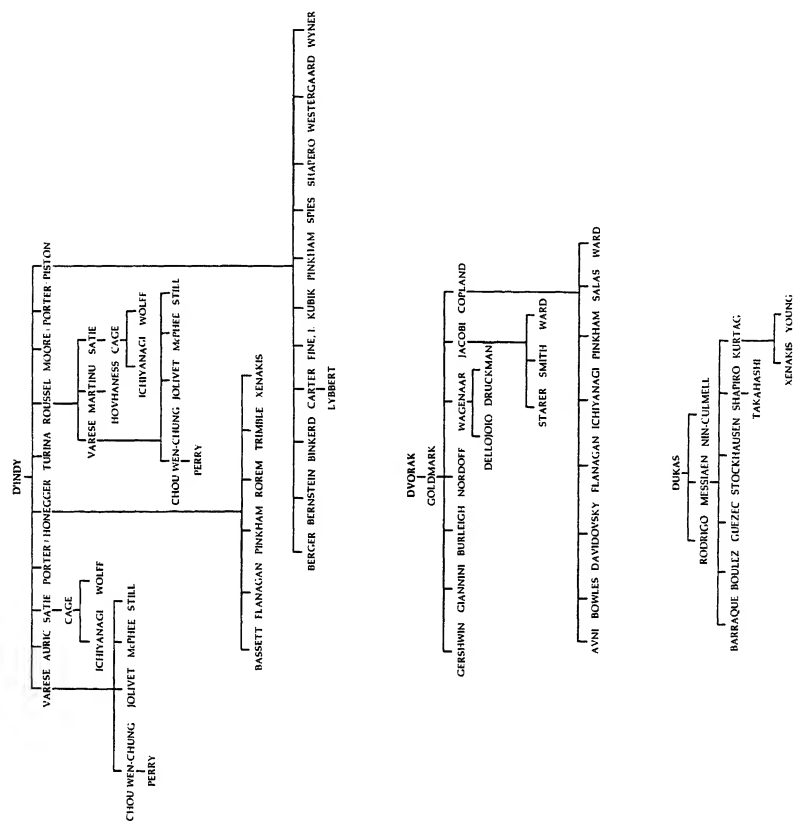 D'INDY
VARESE AURIC SATIE PORTER HONEGGER TURINA ROUSSEL MOORE PORTER PISTON
CAGE
ICHIYANAGI WOLFF
CHOU WEN-CHUNG JOLIVET McPHEE STILL
PERRY
VARESE MARTINU SATIE
HOVHANESS CAGE
ICHIYANAGI WOLFF
CHOU WEN-CHUNG JOLIVET McPHEE STILL
PERRY
BASSETT FLANAGAN PINKHAM ROREM TRIMBLE XENAKIS
BERGER BERNSTEIN BINKERD CARTER FINE, I. KUBIK PINKHAM SPIES SHAPERO WESTERGAARD WYNER
LYBBERT
DVORAK
GOLDMARK
GERSHWIN GIANNINI BURLEIGH NORDOFF WAGENAAR JACOBI COPLAND
DELLOJOIO DRUCKMAN
STARER SMITH WARD
AVNI BOWLES DAVIDOVSKY FLANAGAN ICHIYANAGI PINKHAM SALAS WARD
DUKAS
RODRIGO MESSIAEN NIN-CULMELL
BARRAQUE BOULEZ GUEZEC STOCKHAUSEN SHAPIRO KURTAG
TAKAHASHI
XENAKIS YOUNG